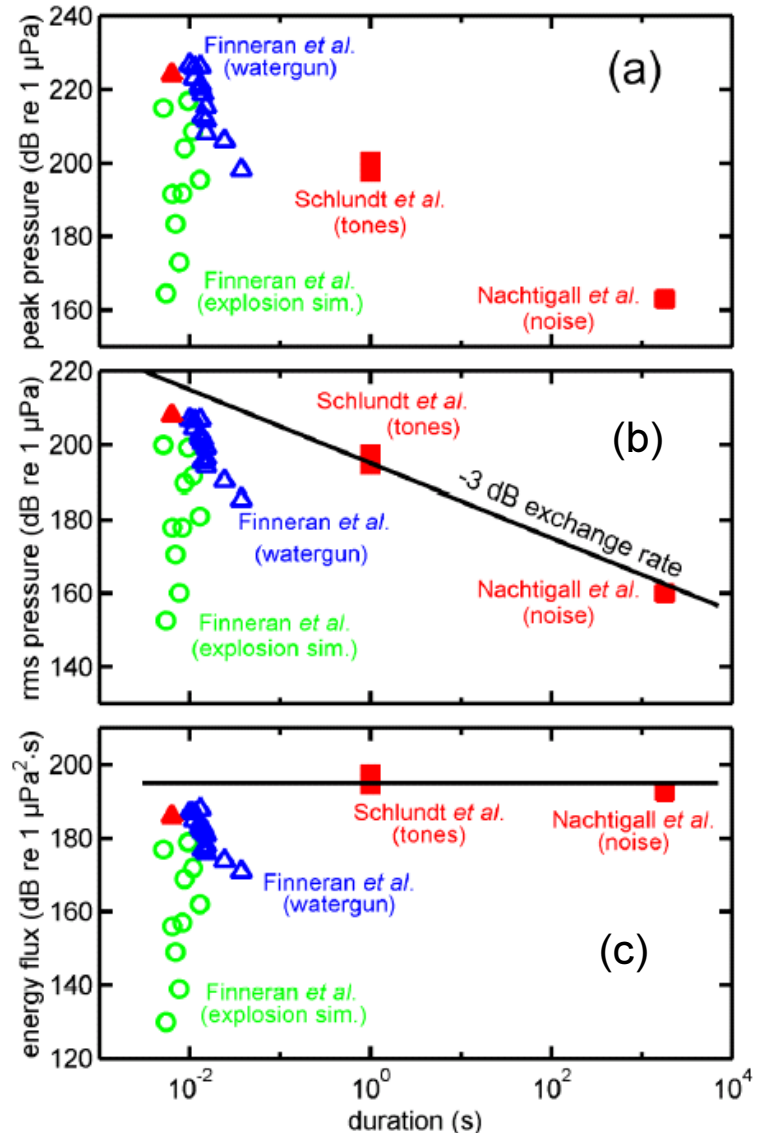 (a)
peak pressure (dB re 1 µPa)
240
220
200
180
160
Finneran et al.
(watergun)
Schlundt et al.
(tones)
Finneran et al.
(explosion sim.)
Nachtigall et al.
(noise)
(b)
rms pressure (dB re 1 µPa)
220
200
180
160
140
Schlundt et al.
(tones)
-3 dB exchange rate
Finneran et al.
(watergun)
Nachtigall et al.
(noise)
Finneran et al.
(explosion sim.)
(c)
energy flux (dB re 1 µPa²·s)
200
180
160
140
120
Schlundt et al.
(tones)
Nachtigall et al.
(noise)
Finneran et al.
(watergun)
Finneran et al.
(explosion sim.)
10⁻² 10⁰ 10² 10⁴
duration (s)